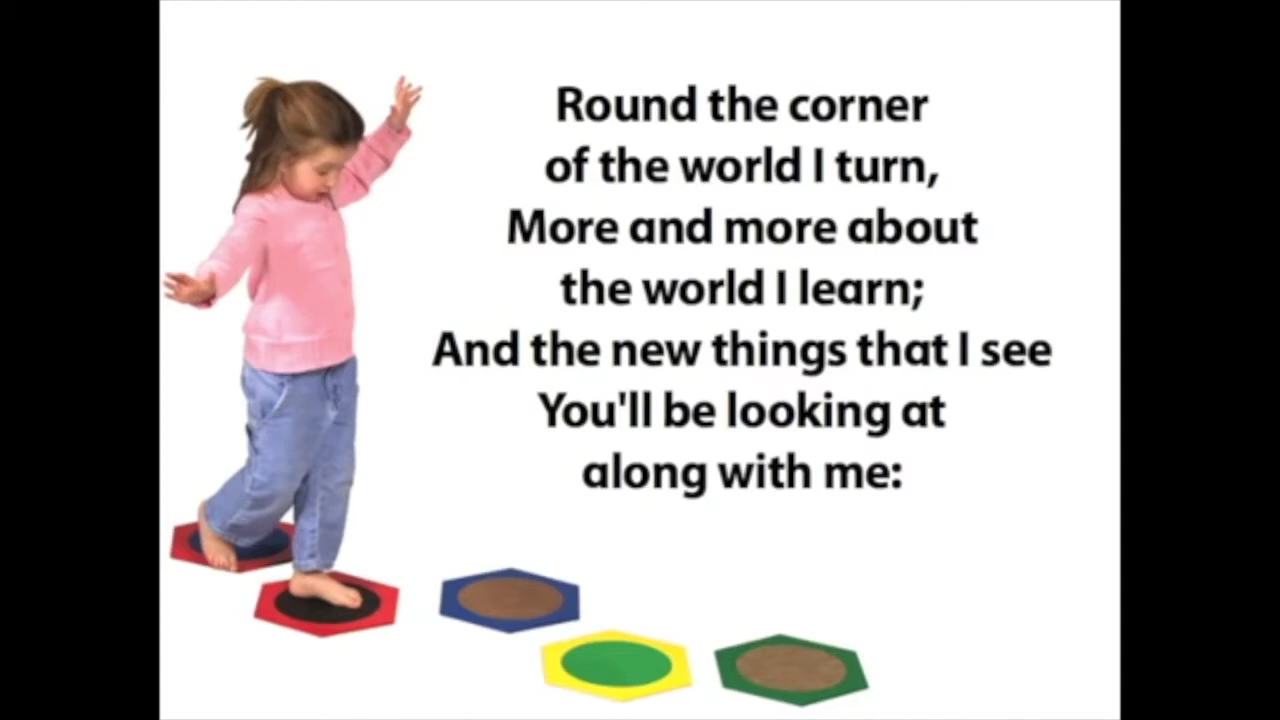 Round the corner
of the world I turn,
More and more about
the world I learn;
And the new things that I see
You'll be looking at
along with me: